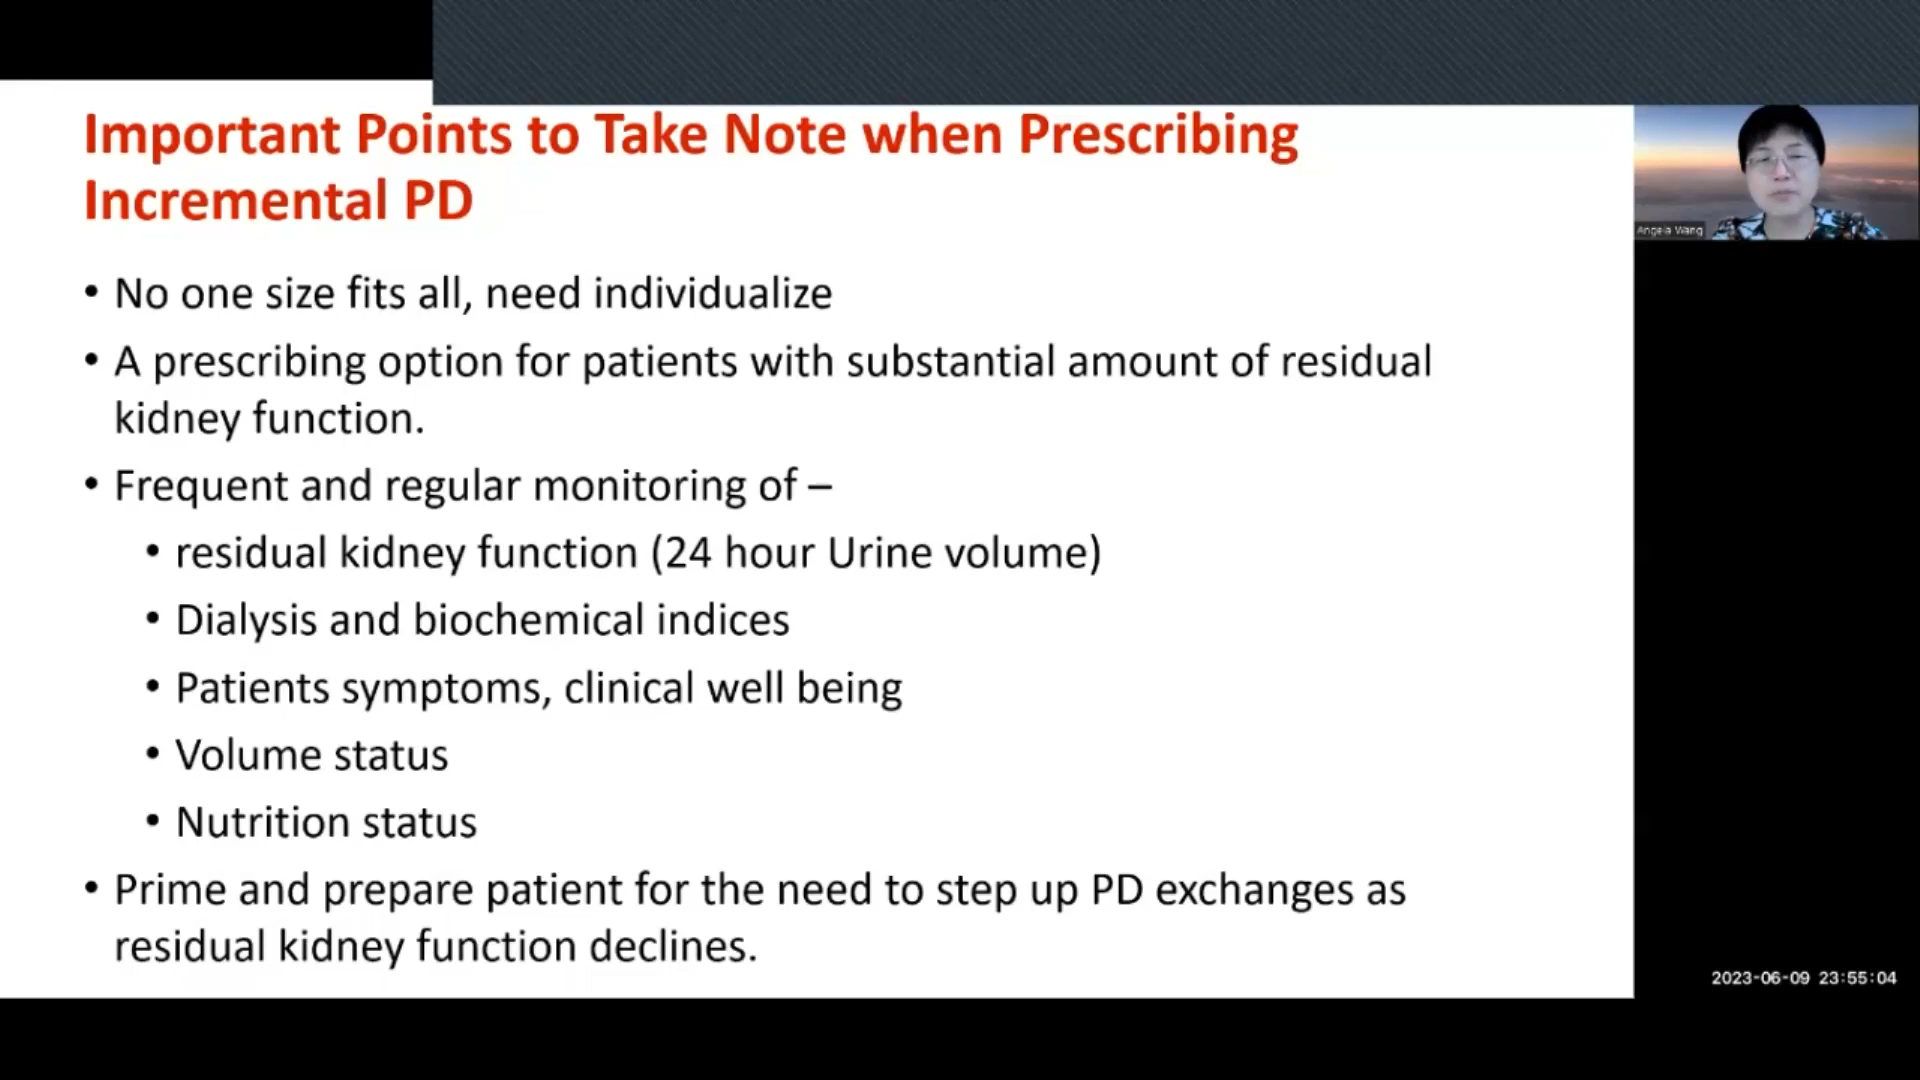 Important Points to Take Note when Prescribing
Incremental PD
• No one size fits all, need individualize
• A prescribing option for patients with substantial amount of residual
kidney function.
• Frequent and regular monitoring of –
• residual kidney function (24 hour Urine volume)
• Dialysis and biochemical indices
• Patients symptoms, clinical well being
• Volume status
• Nutrition status
• Prime and prepare patient for the need to step up PD exchanges as
residual kidney function declines.
Angela Wang
2023-06-09 23:55:04